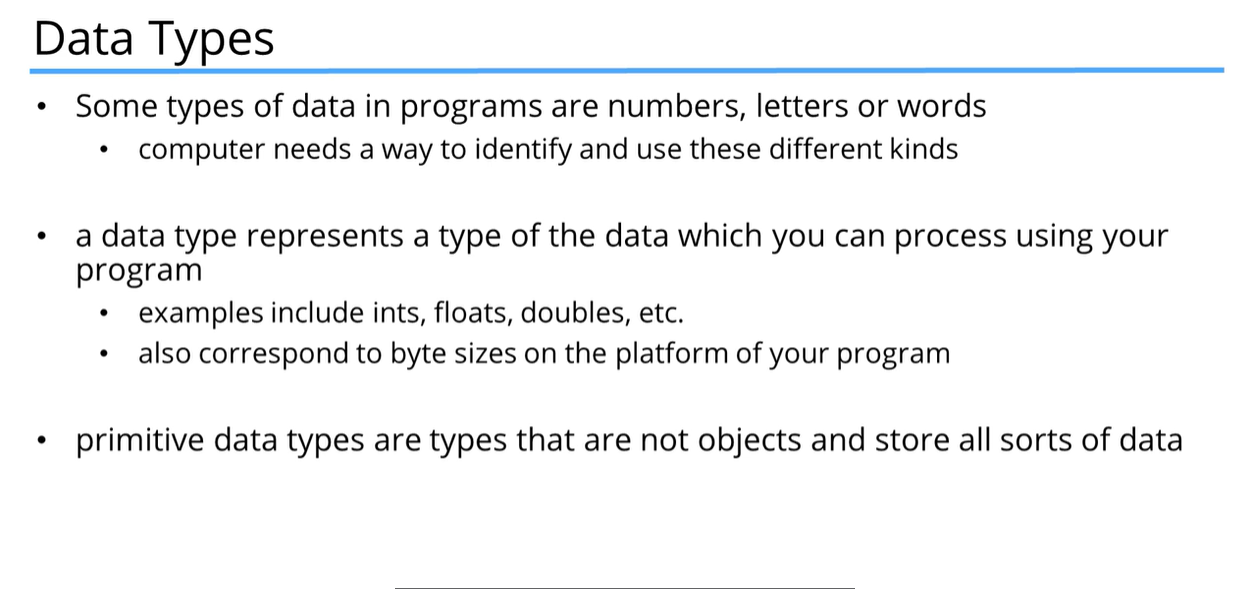 Data Types
• Some types of data in programs are numbers, letters or words
• computer needs a way to identify and use these different kinds
• a data type represents a type of the data which you can process using your
program
• examples include ints, floats, doubles, etc.
• also correspond to byte sizes on the platform of your program
• primitive data types are types that are not objects and store all sorts of data